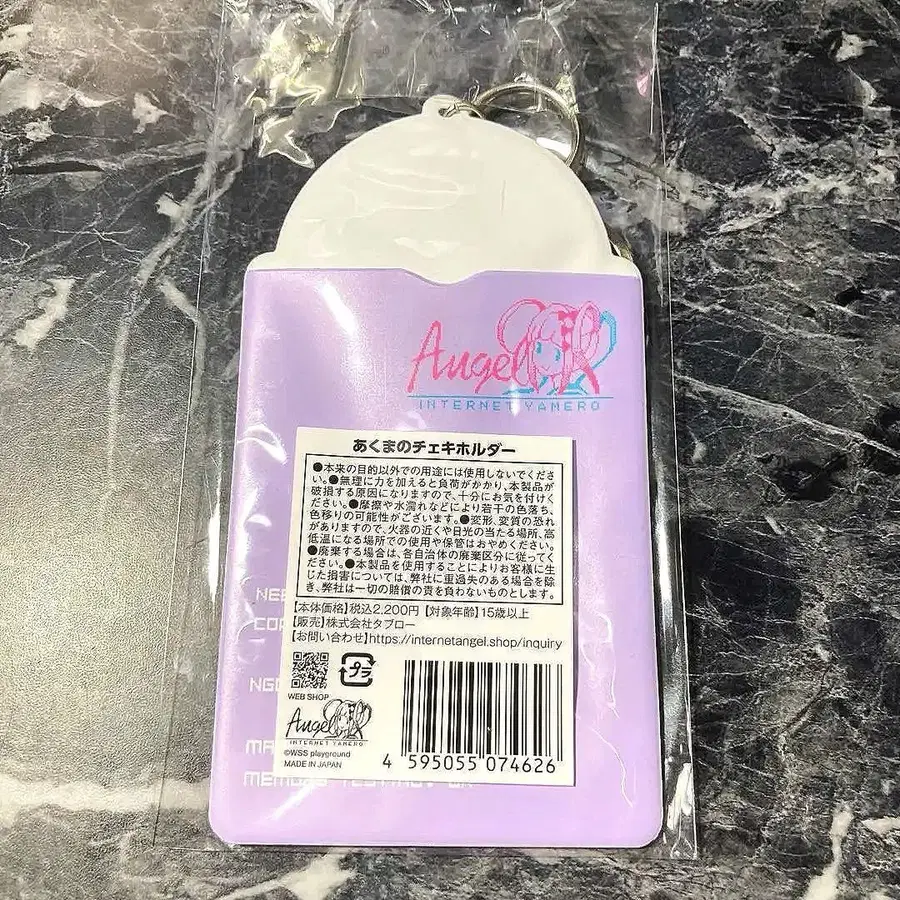 Angel
INTERNET YAMERO
あくまのチェキホルダー
●本来の目的以外での用途には使用しないでくださ
い。●無理に力を加えると負荷がかかり、本製品が
破損する原因になりますので、十分にお気を付けく
ださい。●摩擦や水濡れなどにより若干の色落ち、
色移りの可能性がございます。●変形、変質の恐れ
がありますので、火器の近くや日光の当たる場所、高
低温になる場所での使用や保管はおやめください。
●廃棄する場合は、各自治体の廃棄区分に従ってく
ださい。●本製品を使用することによりお客様に生
じた損害については、弊社に重過失のある場合を除
き、弊社は一切の賠償の責を負わないものとします。
【本体価格】税込2,200円 【対象年齢】15歳以上
【販売】株式会社タブロー
【お問い合わせ】https://internetangel.shop/inquiry
プラ
WEB SHOP
Angel
INTERNET YAMERO
©WSS playground
MADE IN JAPAN
4 595055 074626